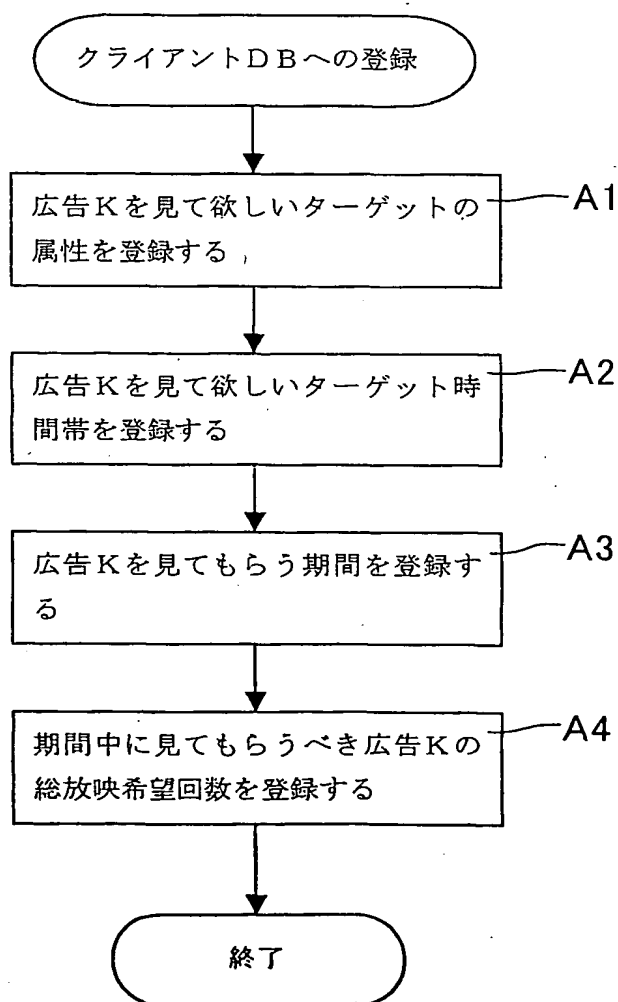 クライアントＤＢへの登録
広告Ｋを見て欲しいターゲットの
属性を登録する
A1
広告Ｋを見て欲しいターゲット時
間帯を登録する
A2
広告Ｋを見てもらう期間を登録す
る
A3
期間中に見てもらうべき広告Ｋの
総放映希望回数を登録する
A4
終了